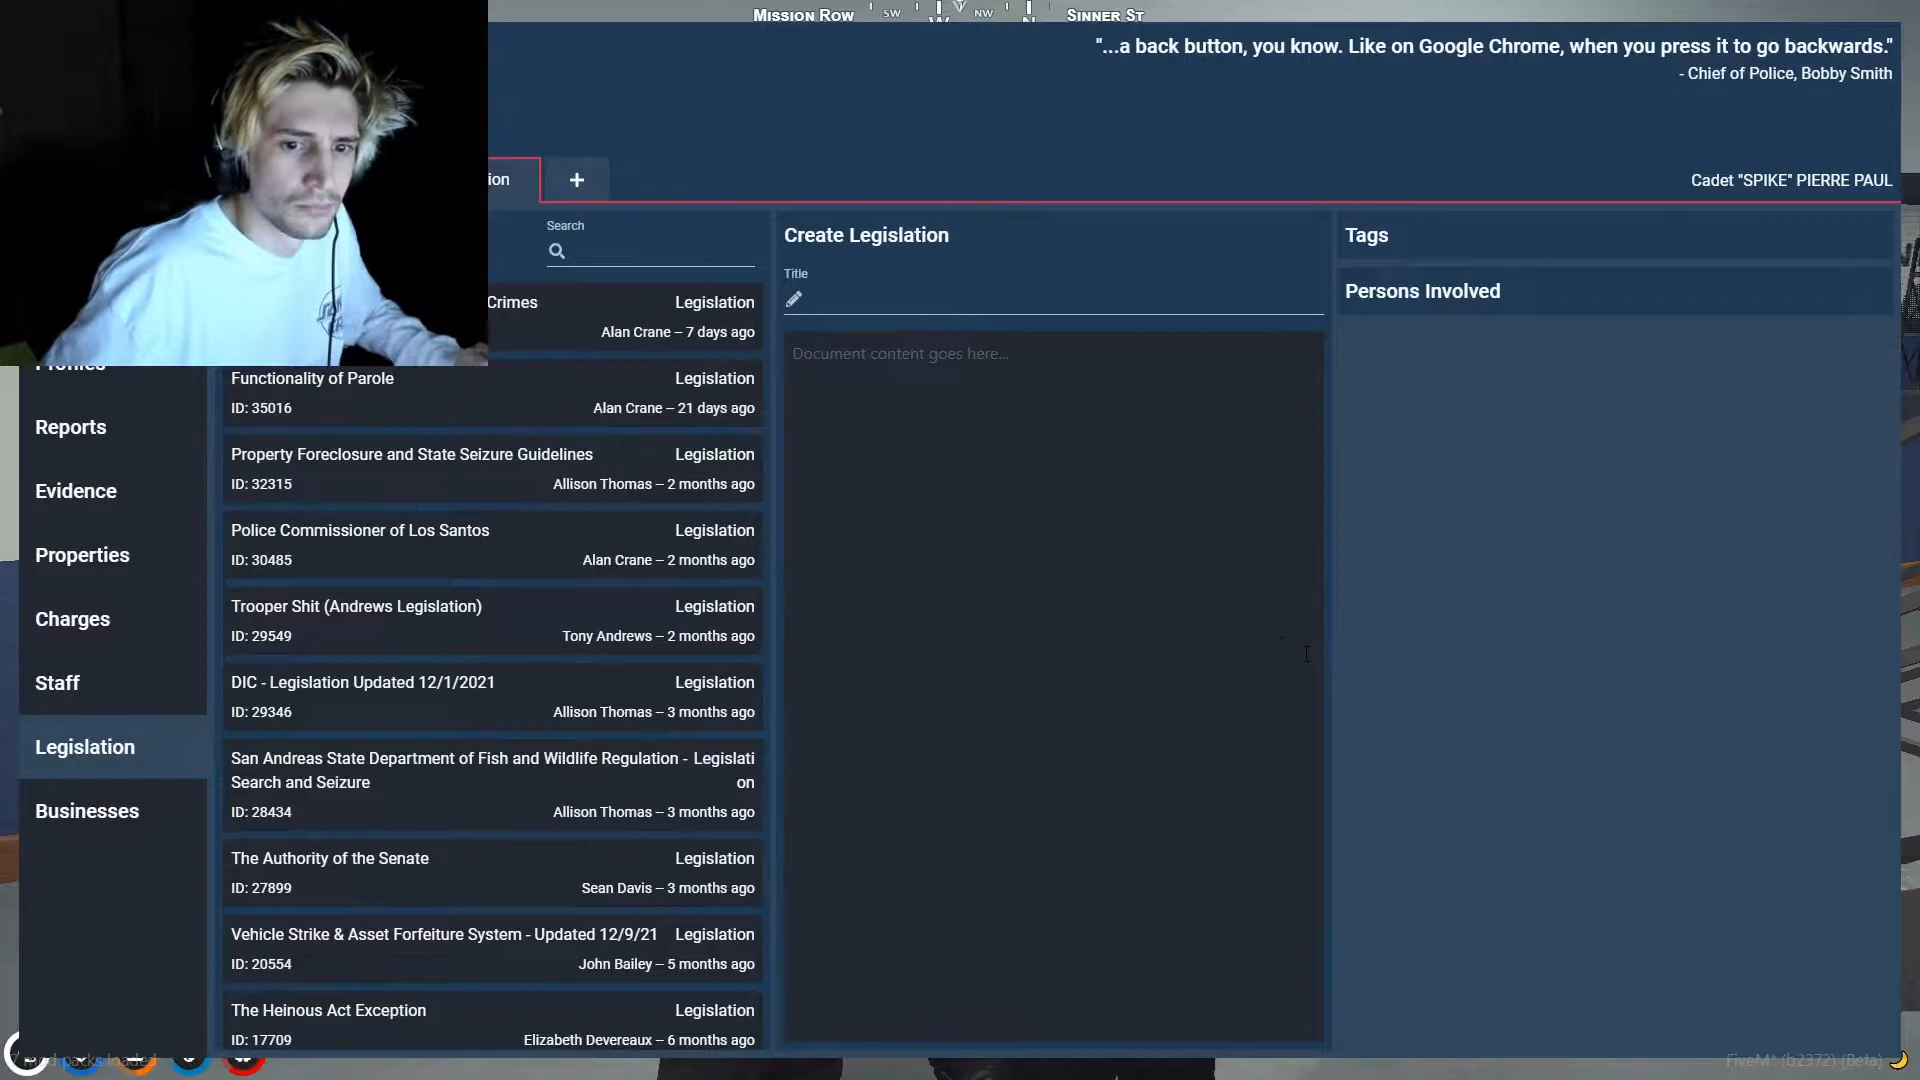 Mission Row SW W NW N Sinner St
"...a back button, you know. Like on Google Chrome, when you press it to go backwards."
- Chief of Police, Bobby Smith
ion +
Cadet "SPIKE" PIERRE PAUL
Profiles
Reports
Evidence
Properties
Charges
Staff
Legislation
Businesses
Search
Crimes Legislation
Alan Crane – 7 days ago
Functionality of Parole Legislation
ID: 35016 Alan Crane – 21 days ago
Property Foreclosure and State Seizure Guidelines Legislation
ID: 32315 Allison Thomas – 2 months ago
Police Commissioner of Los Santos Legislation
ID: 30485 Alan Crane – 2 months ago
Trooper Shit (Andrews Legislation) Legislation
ID: 29549 Tony Andrews – 2 months ago
DIC - Legislation Updated 12/1/2021 Legislation
ID: 29346 Allison Thomas – 3 months ago
San Andreas State Department of Fish and Wildlife Regulation - Legislati
Search and Seizure on
ID: 28434 Allison Thomas – 3 months ago
The Authority of the Senate Legislation
ID: 27899 Sean Davis – 3 months ago
Vehicle Strike & Asset Forfeiture System - Updated 12/9/21 Legislation
ID: 20554 John Bailey – 5 months ago
The Heinous Act Exception Legislation
ID: 17709 Elizabeth Devereaux – 6 months ago
Create Legislation
Title
Document content goes here...
Tags
Persons Involved
packs loaded
FiveM* (b2372) (Beta)